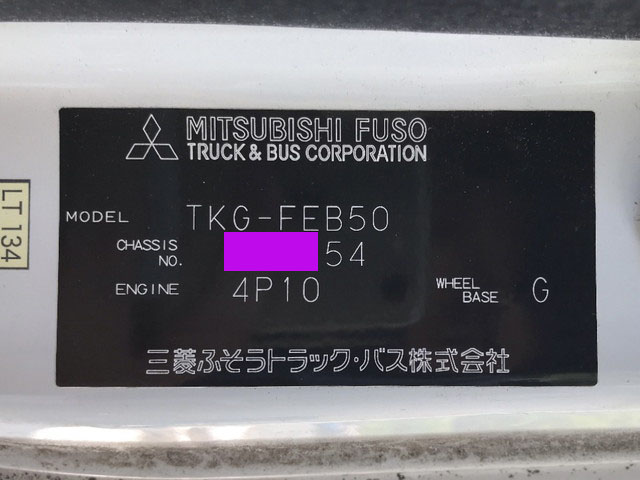 MITSUBISHI FUSO
TRUCK & BUS CORPORATION
MODEL TKG-FEB50
CHASSIS NO. 54
ENGINE 4P10 WHEEL BASE G
三菱ふそうトラック・バス株式会社
LT 134